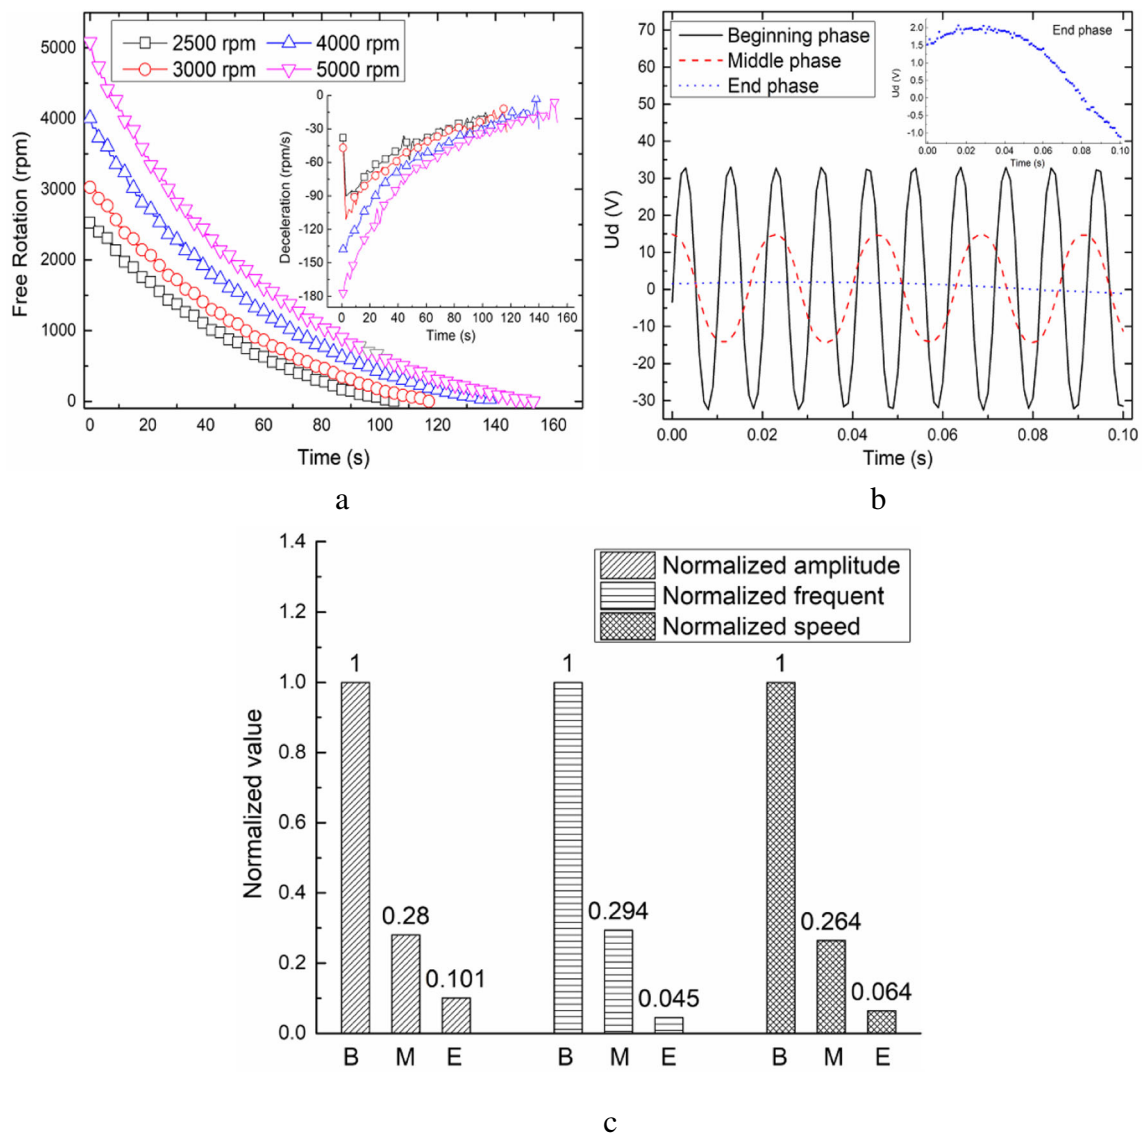 2500 rpm 4000 rpm
3000 rpm 5000 rpm
5000
4000
3000
2000
1000
0
Free Rotation (rpm)
0 20 40 60 80 100 120 140 160
Time (s)
0
-30
-60
-90
-120
-150
-180
Deceleration (rpm/s)
0 20 40 60 80 100 120 140 160
Time (s)
a
Beginning phase
Middle phase
End phase
75
70
60
50
40
30
20
10
0
-10
-20
-30
Ud (V)
0.00 0.02 0.04 0.06 0.08 0.10
Time (s)
End phase
2.0
1.5
1.0
0.5
0.0
-0.5
-1.0
Ud (V)
0.00 0.02 0.04 0.06 0.08 0.10
Time (s)
b
Normalized amplitude
Normalized frequent
Normalized speed
1.4
1.2
1.0
0.8
0.6
0.4
0.2
0.0
Normalized value
1 1 1
0.28 0.294 0.264
0.101 0.045 0.064
B M E B M E B M E
c